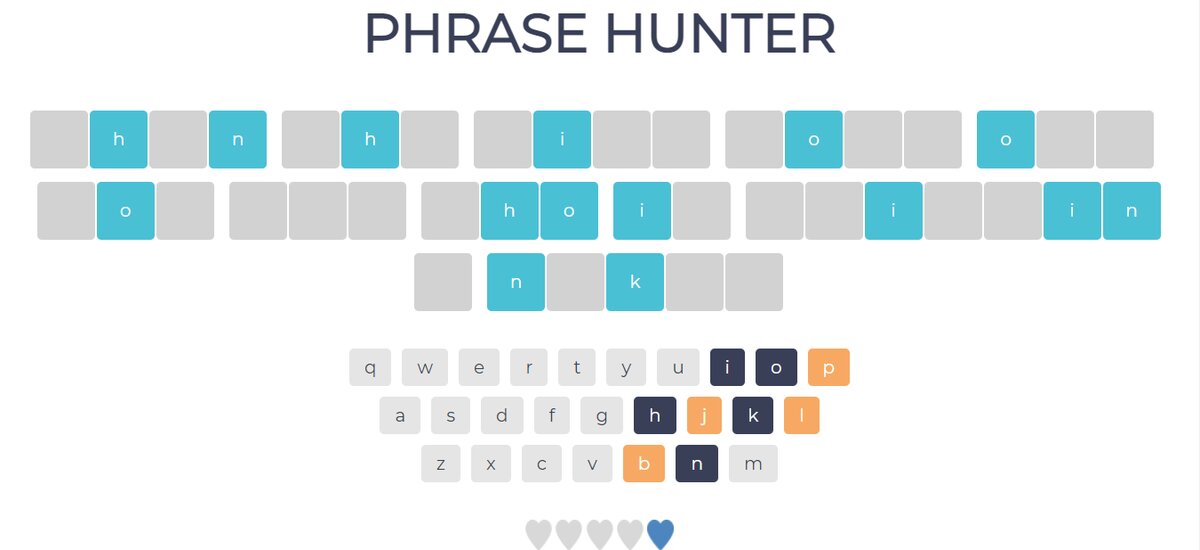 PHRASE HUNTER
h n h i o o
o h o i i i n
n k
q w e r t y u i o p
a s d f g h j k l
z x c v b n m